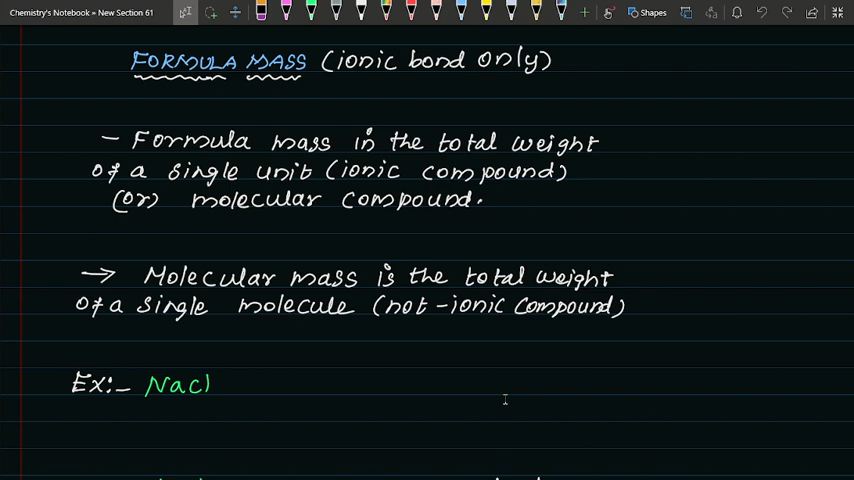 Chemistry's Notebook » New Section 61
Shapes
FORMULA MASS (ionic bond only)
- Formula mass in the total weight
of a single unit (ionic compound)
(or) molecular compound.
→ Molecular mass is the total weight
of a single molecule (not-ionic compound)
Ex:- Nacl